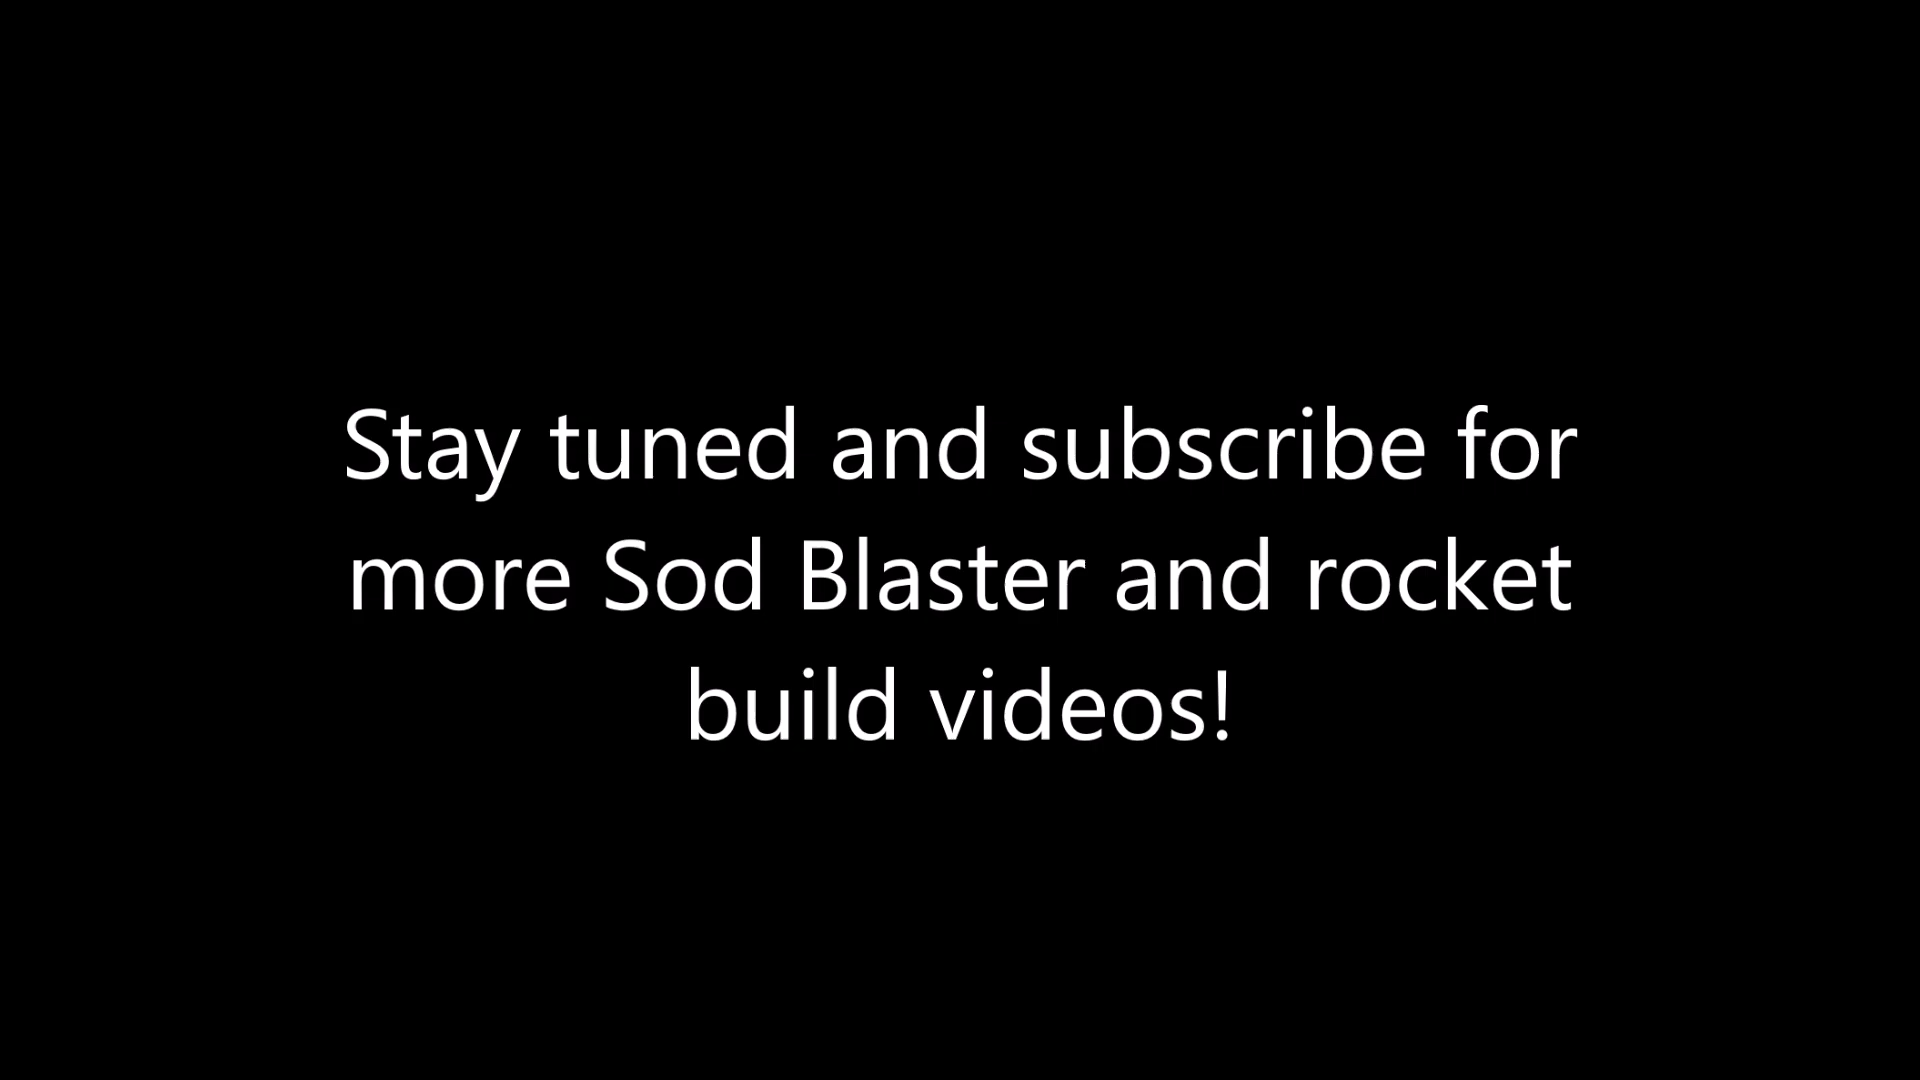 Stay tuned and subscribe for
more Sod Blaster and rocket
build videos!